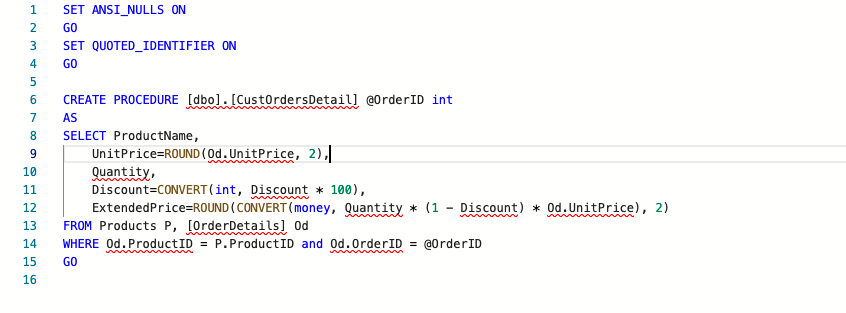 1 SET ANSI_NULLS ON
2 GO
3 SET QUOTED_IDENTIFIER ON
4 GO
5
6 CREATE PROCEDURE [dbo].[CustOrdersDetail] @OrderID int
7 AS
8 SELECT ProductName,
9     UnitPrice=ROUND(Od.UnitPrice, 2),
10     Quantity,
11     Discount=CONVERT(int, Discount * 100),
12     ExtendedPrice=ROUND(CONVERT(money, Quantity * (1 - Discount) * Od.UnitPrice), 2)
13 FROM Products P, [OrderDetails] Od
14 WHERE Od.ProductID = P.ProductID and Od.OrderID = @OrderID
15 GO
16